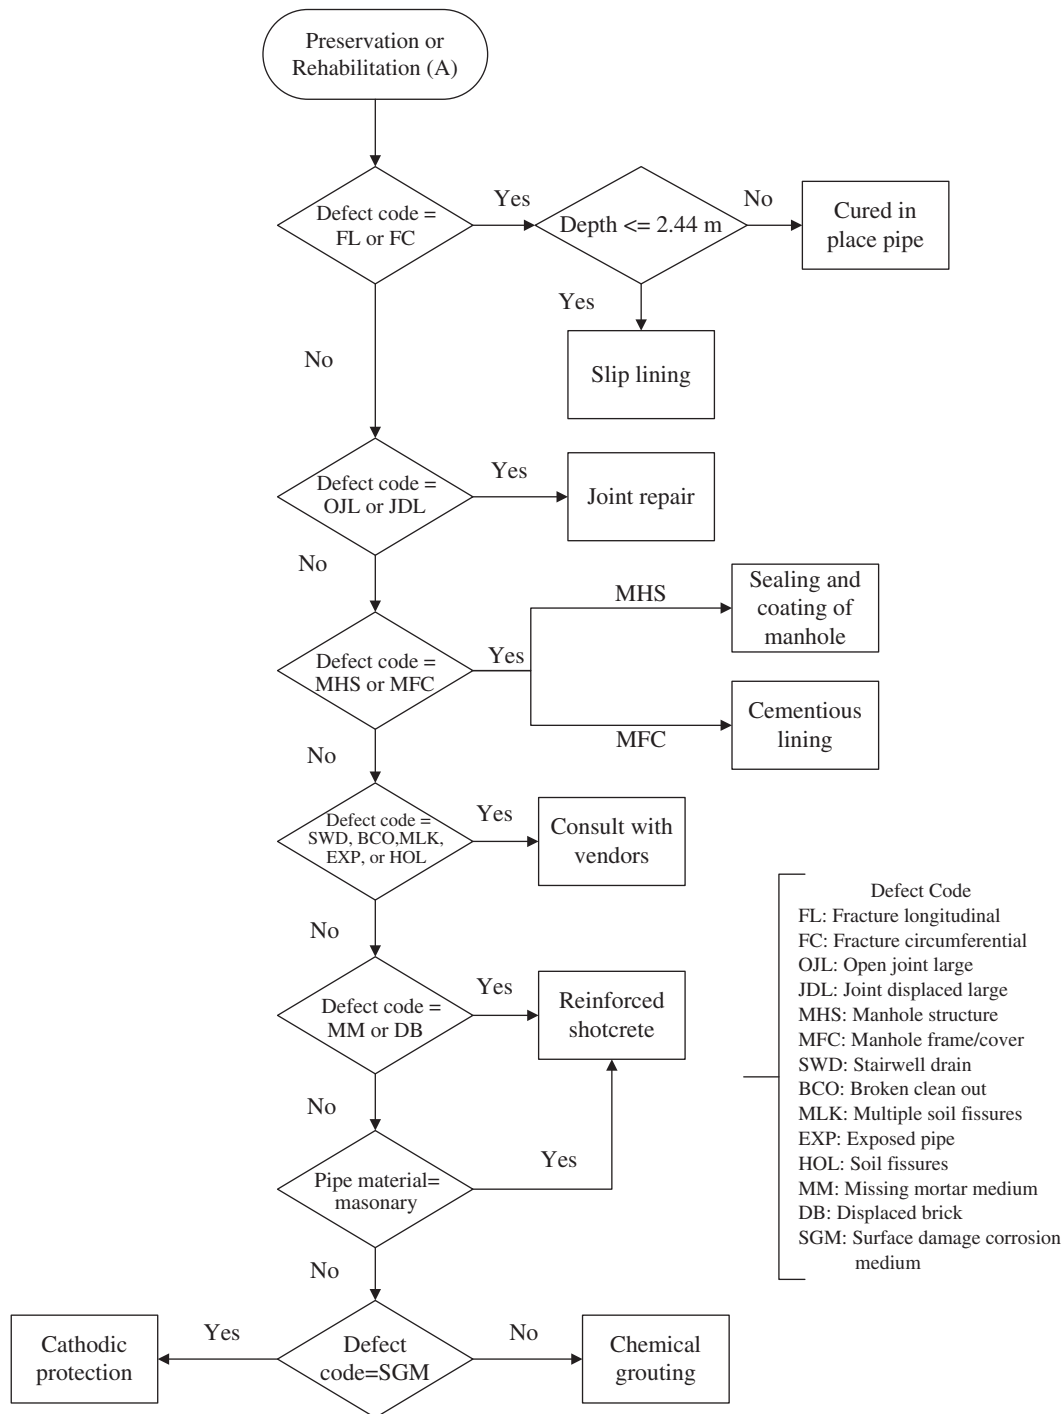 Preservation or
Rehabilitation (A)
Defect code =
FL or FC
Yes
Depth <= 2.44 m
No
Cured in
place pipe
Yes
Slip lining
No
Defect code =
OJL or JDL
Yes
Joint repair
No
Defect code =
MHS or MFC
Yes
MHS
Sealing and
coating of
manhole
MFC
Cementious
lining
No
Defect code =
SWD, BCO,MLK,
EXP, or HOL
Yes
Consult with
vendors
No
Defect code =
MM or DB
Yes
Reinforced
shotcrete
No
Pipe material=
masonary
Yes
No
Defect
code=SGM
Yes
Cathodic
protection
No
Chemical
grouting
Defect Code
FL: Fracture longitudinal
FC: Fracture circumferential
OJL: Open joint large
JDL: Joint displaced large
MHS: Manhole structure
MFC: Manhole frame/cover
SWD: Stairwell drain
BCO: Broken clean out
MLK: Multiple soil fissures
EXP: Exposed pipe
HOL: Soil fissures
MM: Missing mortar medium
DB: Displaced brick
SGM: Surface damage corrosion
medium